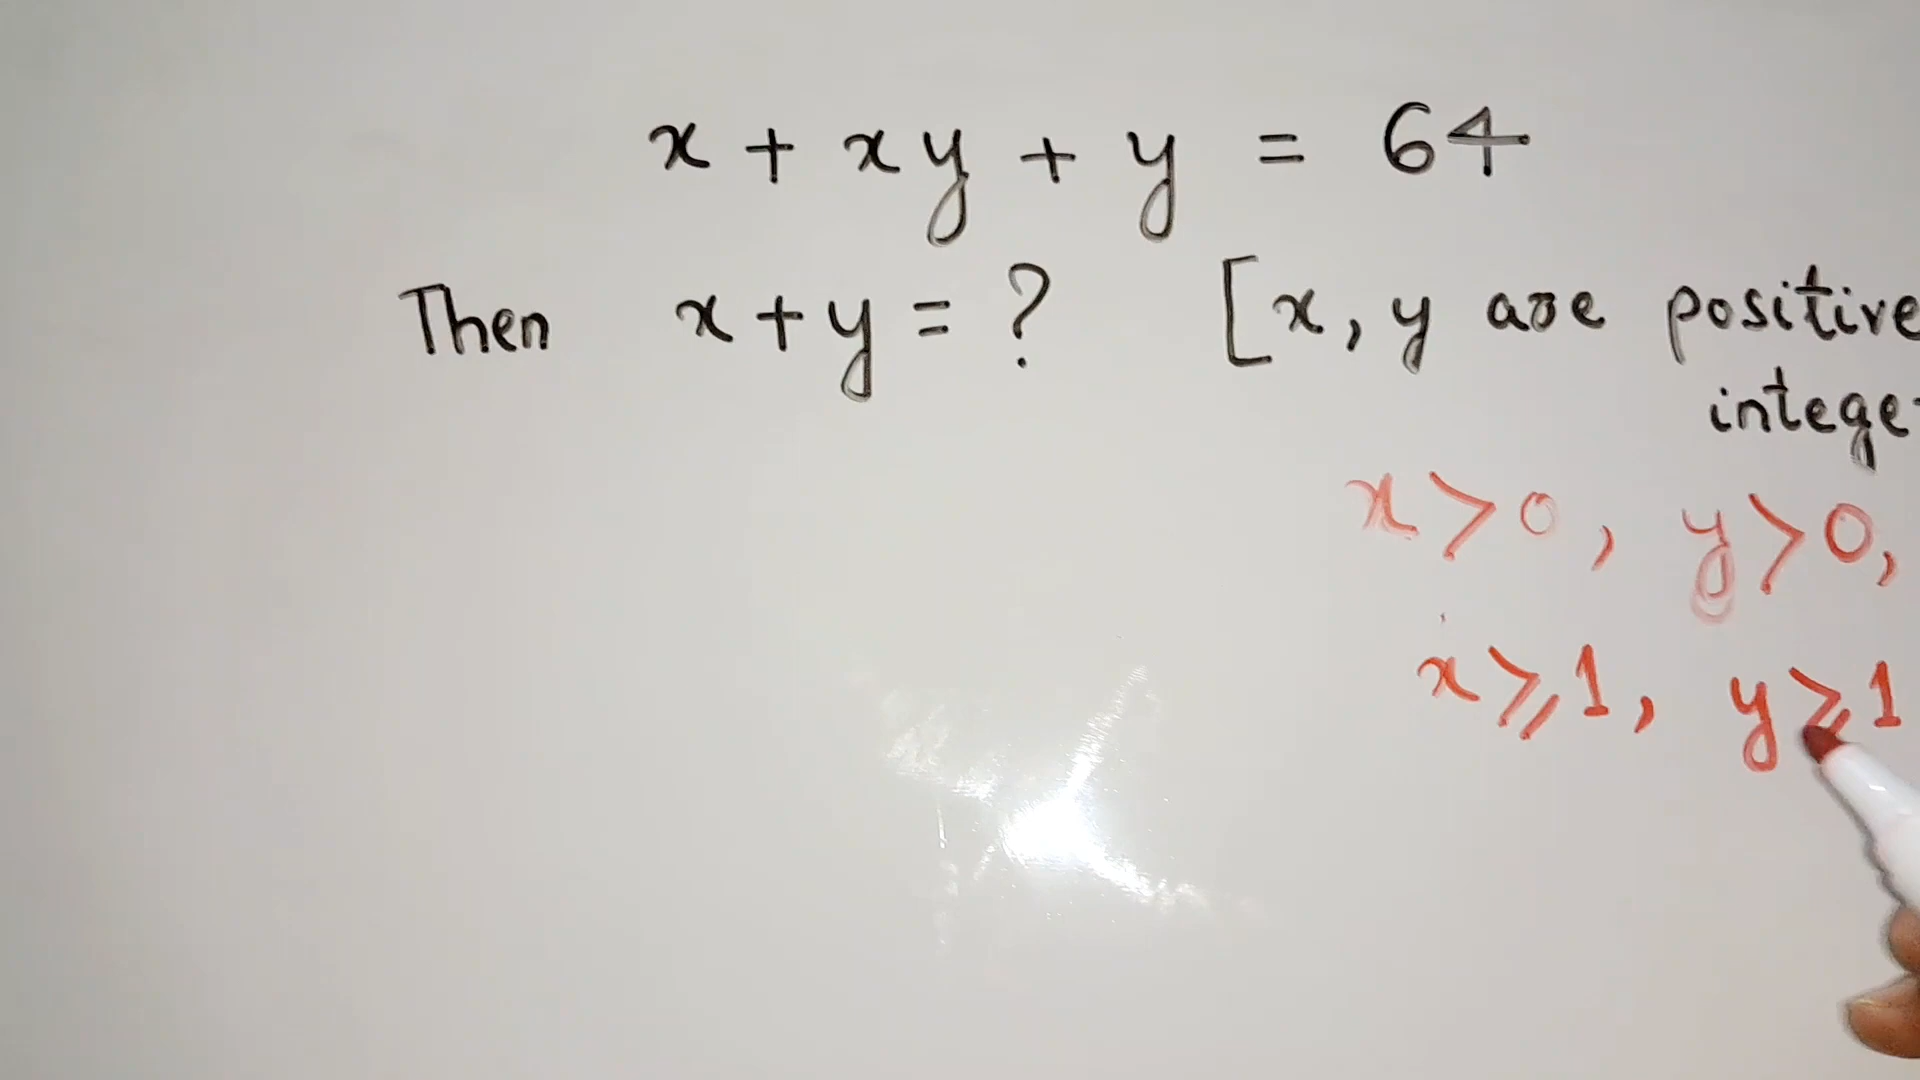 x + xy + y = 64
Then x + y = ? [x, y are positive
intege
x > 0, y > 0,
x ⩾ 1, y ⩾ 1